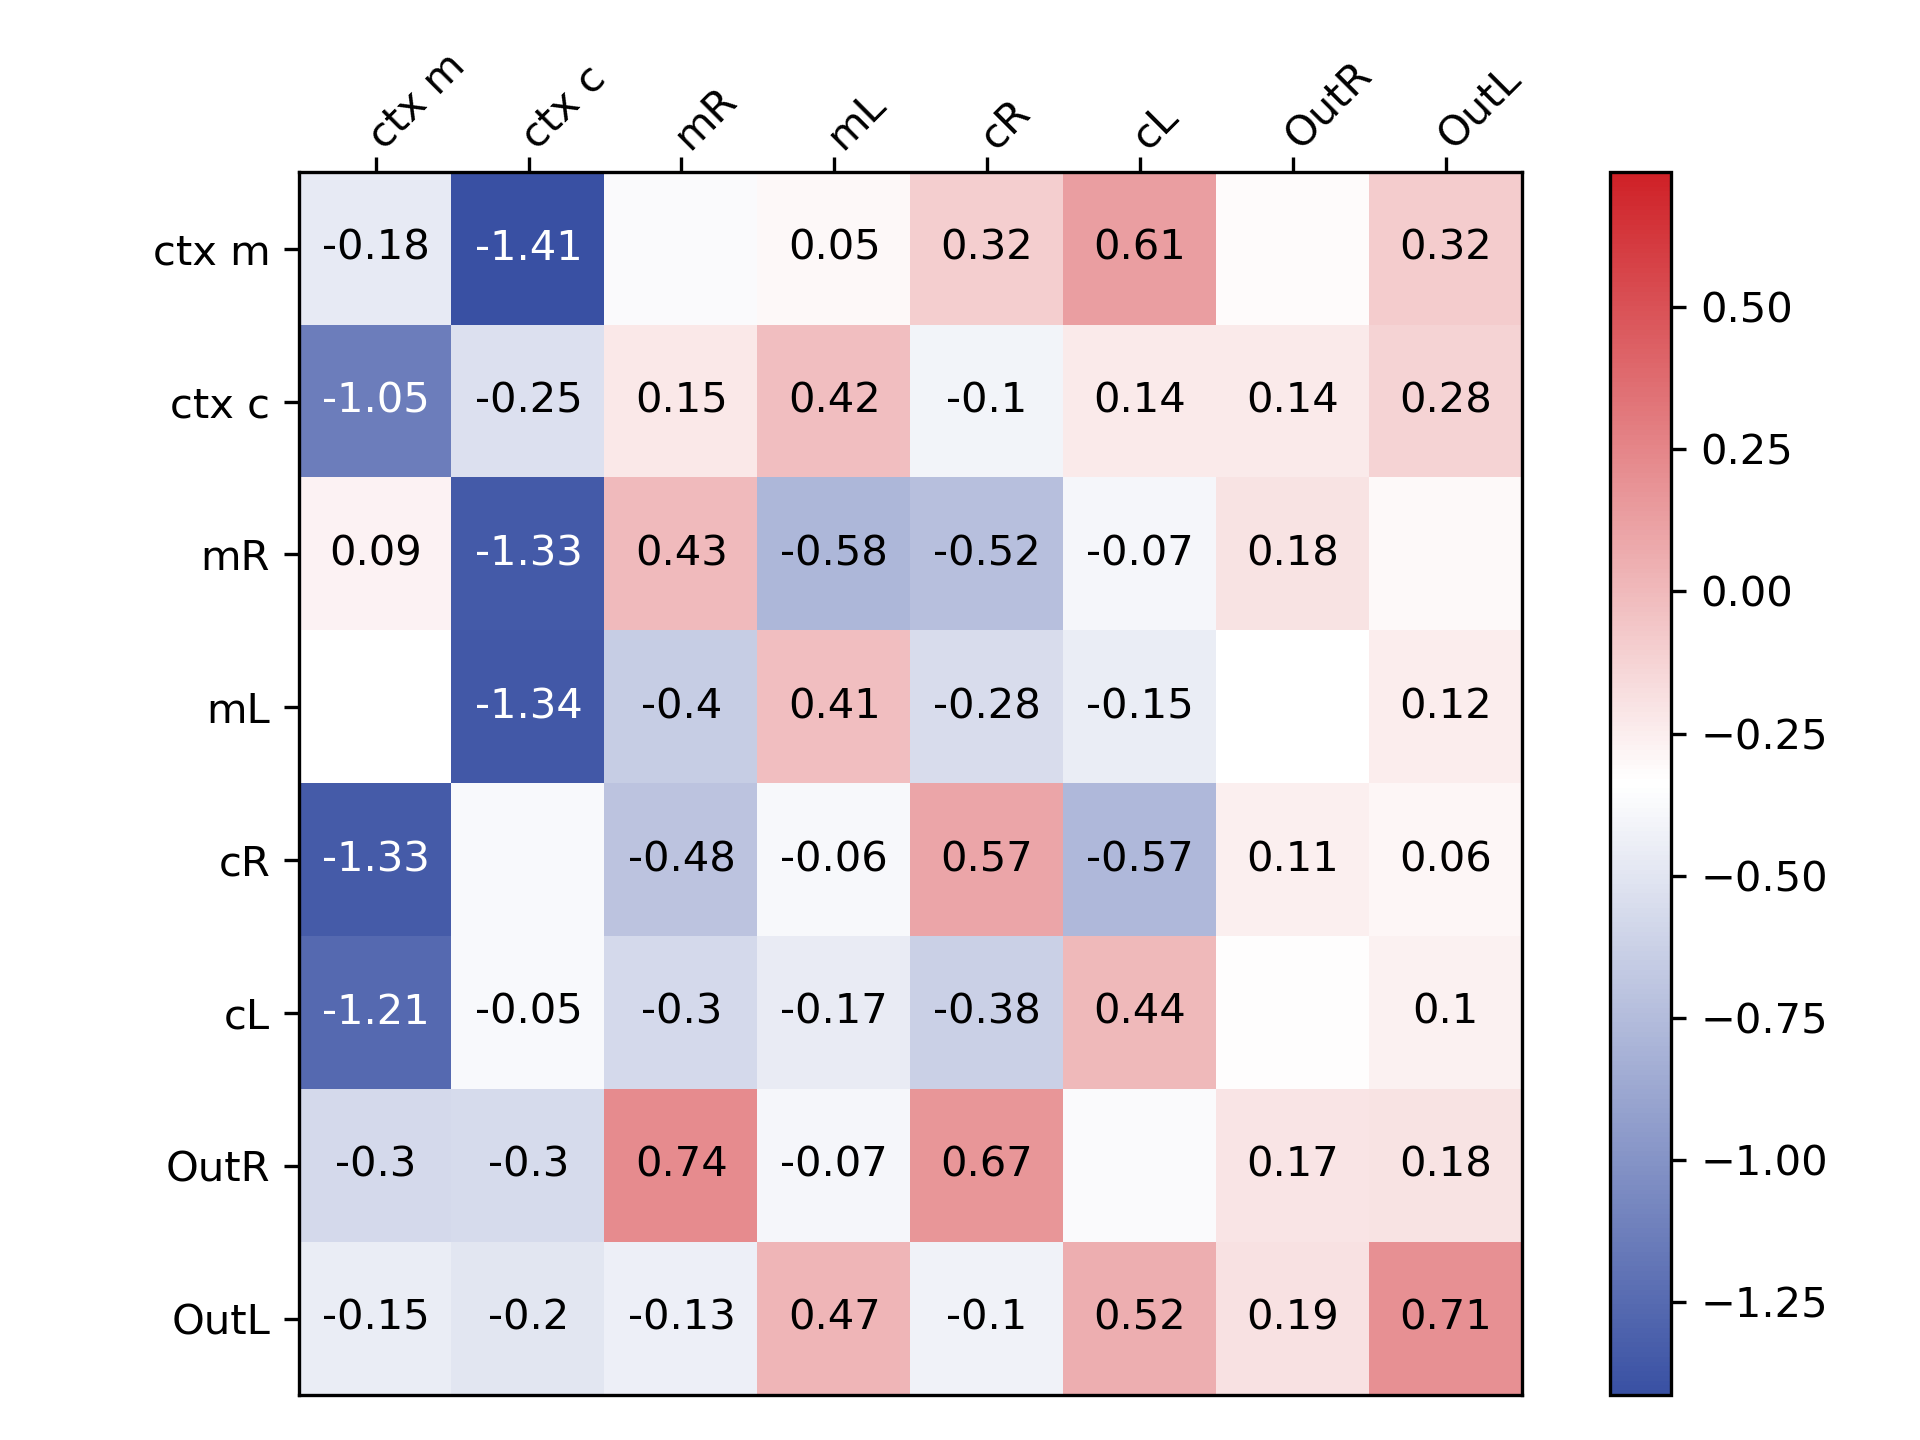 ctx m ctx c mR mL cR cL OutR OutL
ctx m -0.18 -1.41 0.05 0.32 0.61 0.32
ctx c -1.05 -0.25 0.15 0.42 -0.1 0.14 0.14 0.28
mR 0.09 -1.33 0.43 -0.58 -0.52 -0.07 0.18
mL -1.34 -0.4 0.41 -0.28 -0.15 0.12
cR -1.33 -0.48 -0.06 0.57 -0.57 0.11 0.06
cL -1.21 -0.05 -0.3 -0.17 -0.38 0.44 0.1
OutR -0.3 -0.3 0.74 -0.07 0.67 0.17 0.18
OutL -0.15 -0.2 -0.13 0.47 -0.1 0.52 0.19 0.71
0.50
0.25
0.00
−0.25
−0.50
−0.75
−1.00
−1.25